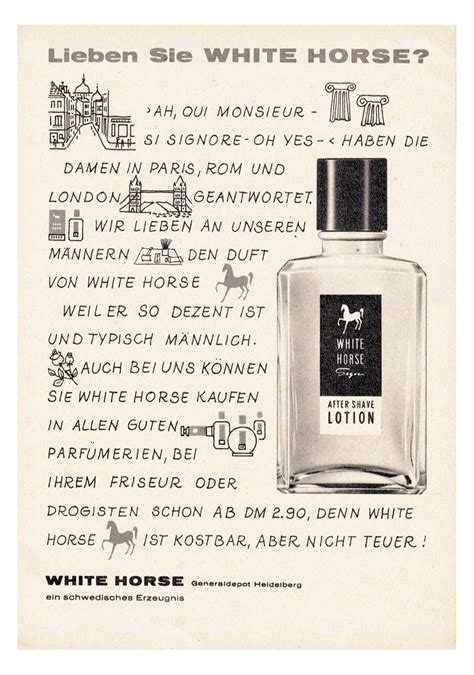 Lieben Sie WHITE HORSE?
›AH, OUI MONSIEUR –
SI SIGNORE – OH YES –‹ HABEN DIE
DAMEN IN PARIS, ROM UND
LONDON GEANTWORTET.
WIR LIEBEN AN UNSEREN
MÄNNERN DEN DUFT
VON WHITE HORSE
WEIL ER SO DEZENT IST
UND TYPISCH MÄNNLICH.
AUCH BEI UNS KÖNNEN
SIE WHITE HORSE KAUFEN
IN ALLEN GUTEN
PARFÜMERIEN, BEI
IHREM FRISEUR ODER
DROGISTEN SCHON AB DM 2.90, DENN WHITE
HORSE IST KOSTBAR, ABER NICHT TEUER!
WHITE
HORSE
AFTER SHAVE
LOTION
WHITE HORSE Generaldepot Heidelberg
ein schwedisches Erzeugnis